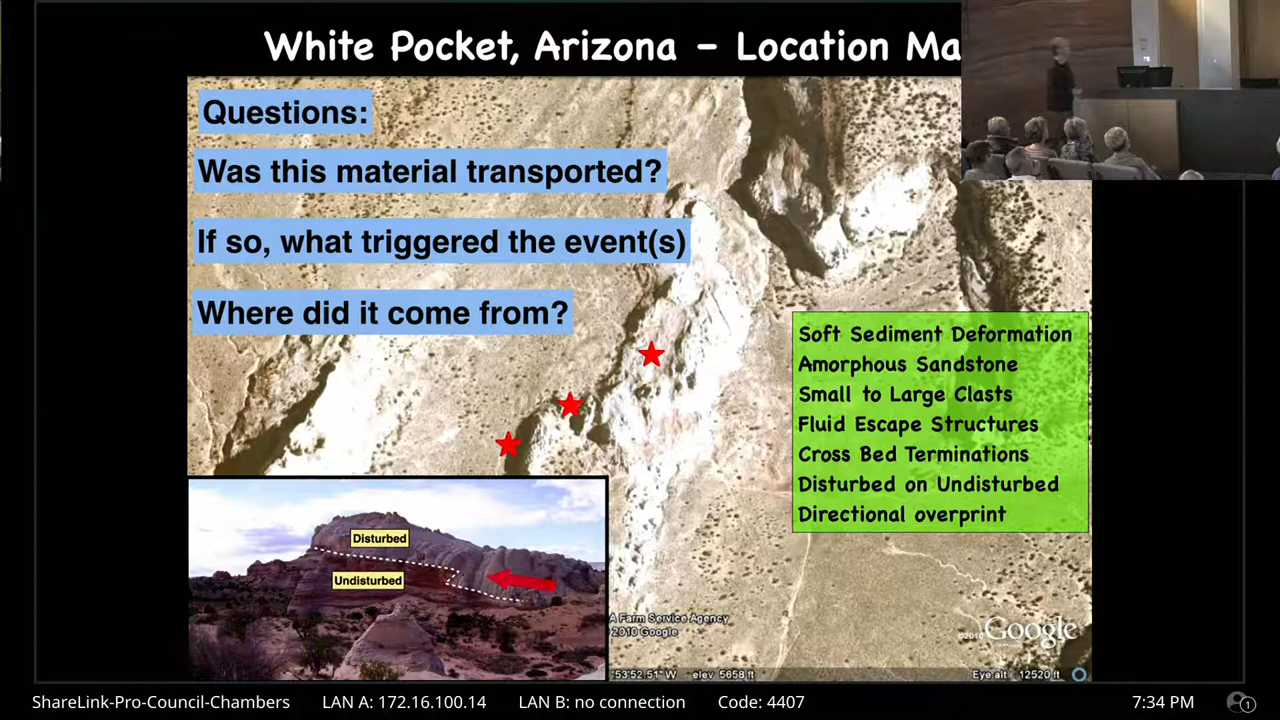 White Pocket, Arizona – Location Ma
Questions:
Was this material transported?
If so, what triggered the event(s)
Where did it come from?
Soft Sediment Deformation
Amorphous Sandstone
Small to Large Clasts
Fluid Escape Structures
Cross Bed Terminations
Disturbed on Undisturbed
Directional overprint
Disturbed
Undisturbed
A Farm Service Agency
2010 Google
©2010 Google
°53'52.51" W elev 5658 ft
Eye alt 12520 ft
ShareLink-Pro-Council-Chambers LAN A: 172.16.100.14 LAN B: no connection Code: 4407 7:34 PM 1